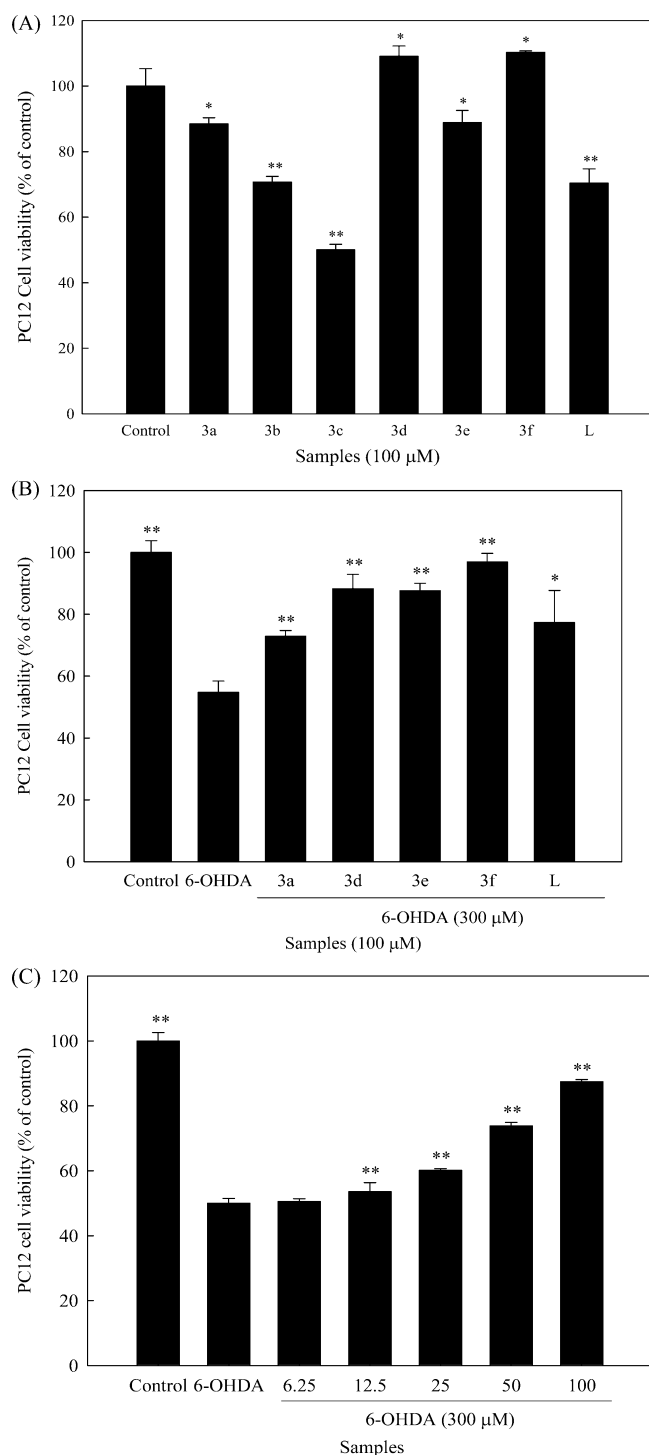 (A)
PC12 Cell viability (% of control)
120
100
80
60
40
20
0
*
**
**
*
*
*
**
Control 3a 3b 3c 3d 3e 3f L
Samples (100 μM)
(B)
PC12 Cell viability (% of control)
120
100
80
60
40
20
0
**
**
**
**
**
*
Control 6-OHDA 3a 3d 3e 3f L
6-OHDA (300 μM)
Samples (100 μM)
(C)
PC12 cell viability (% of control)
120
100
80
60
40
20
0
**
**
**
**
**
Control 6-OHDA 6.25 12.5 25 50 100
6-OHDA (300 μM)
Samples